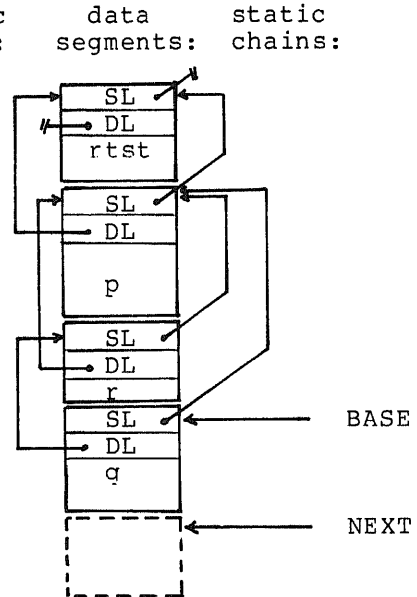 c data static
: segments: chains:
SL
DL
rtst
SL
DL
p
SL
DL
r
SL BASE
DL
q
NEXT